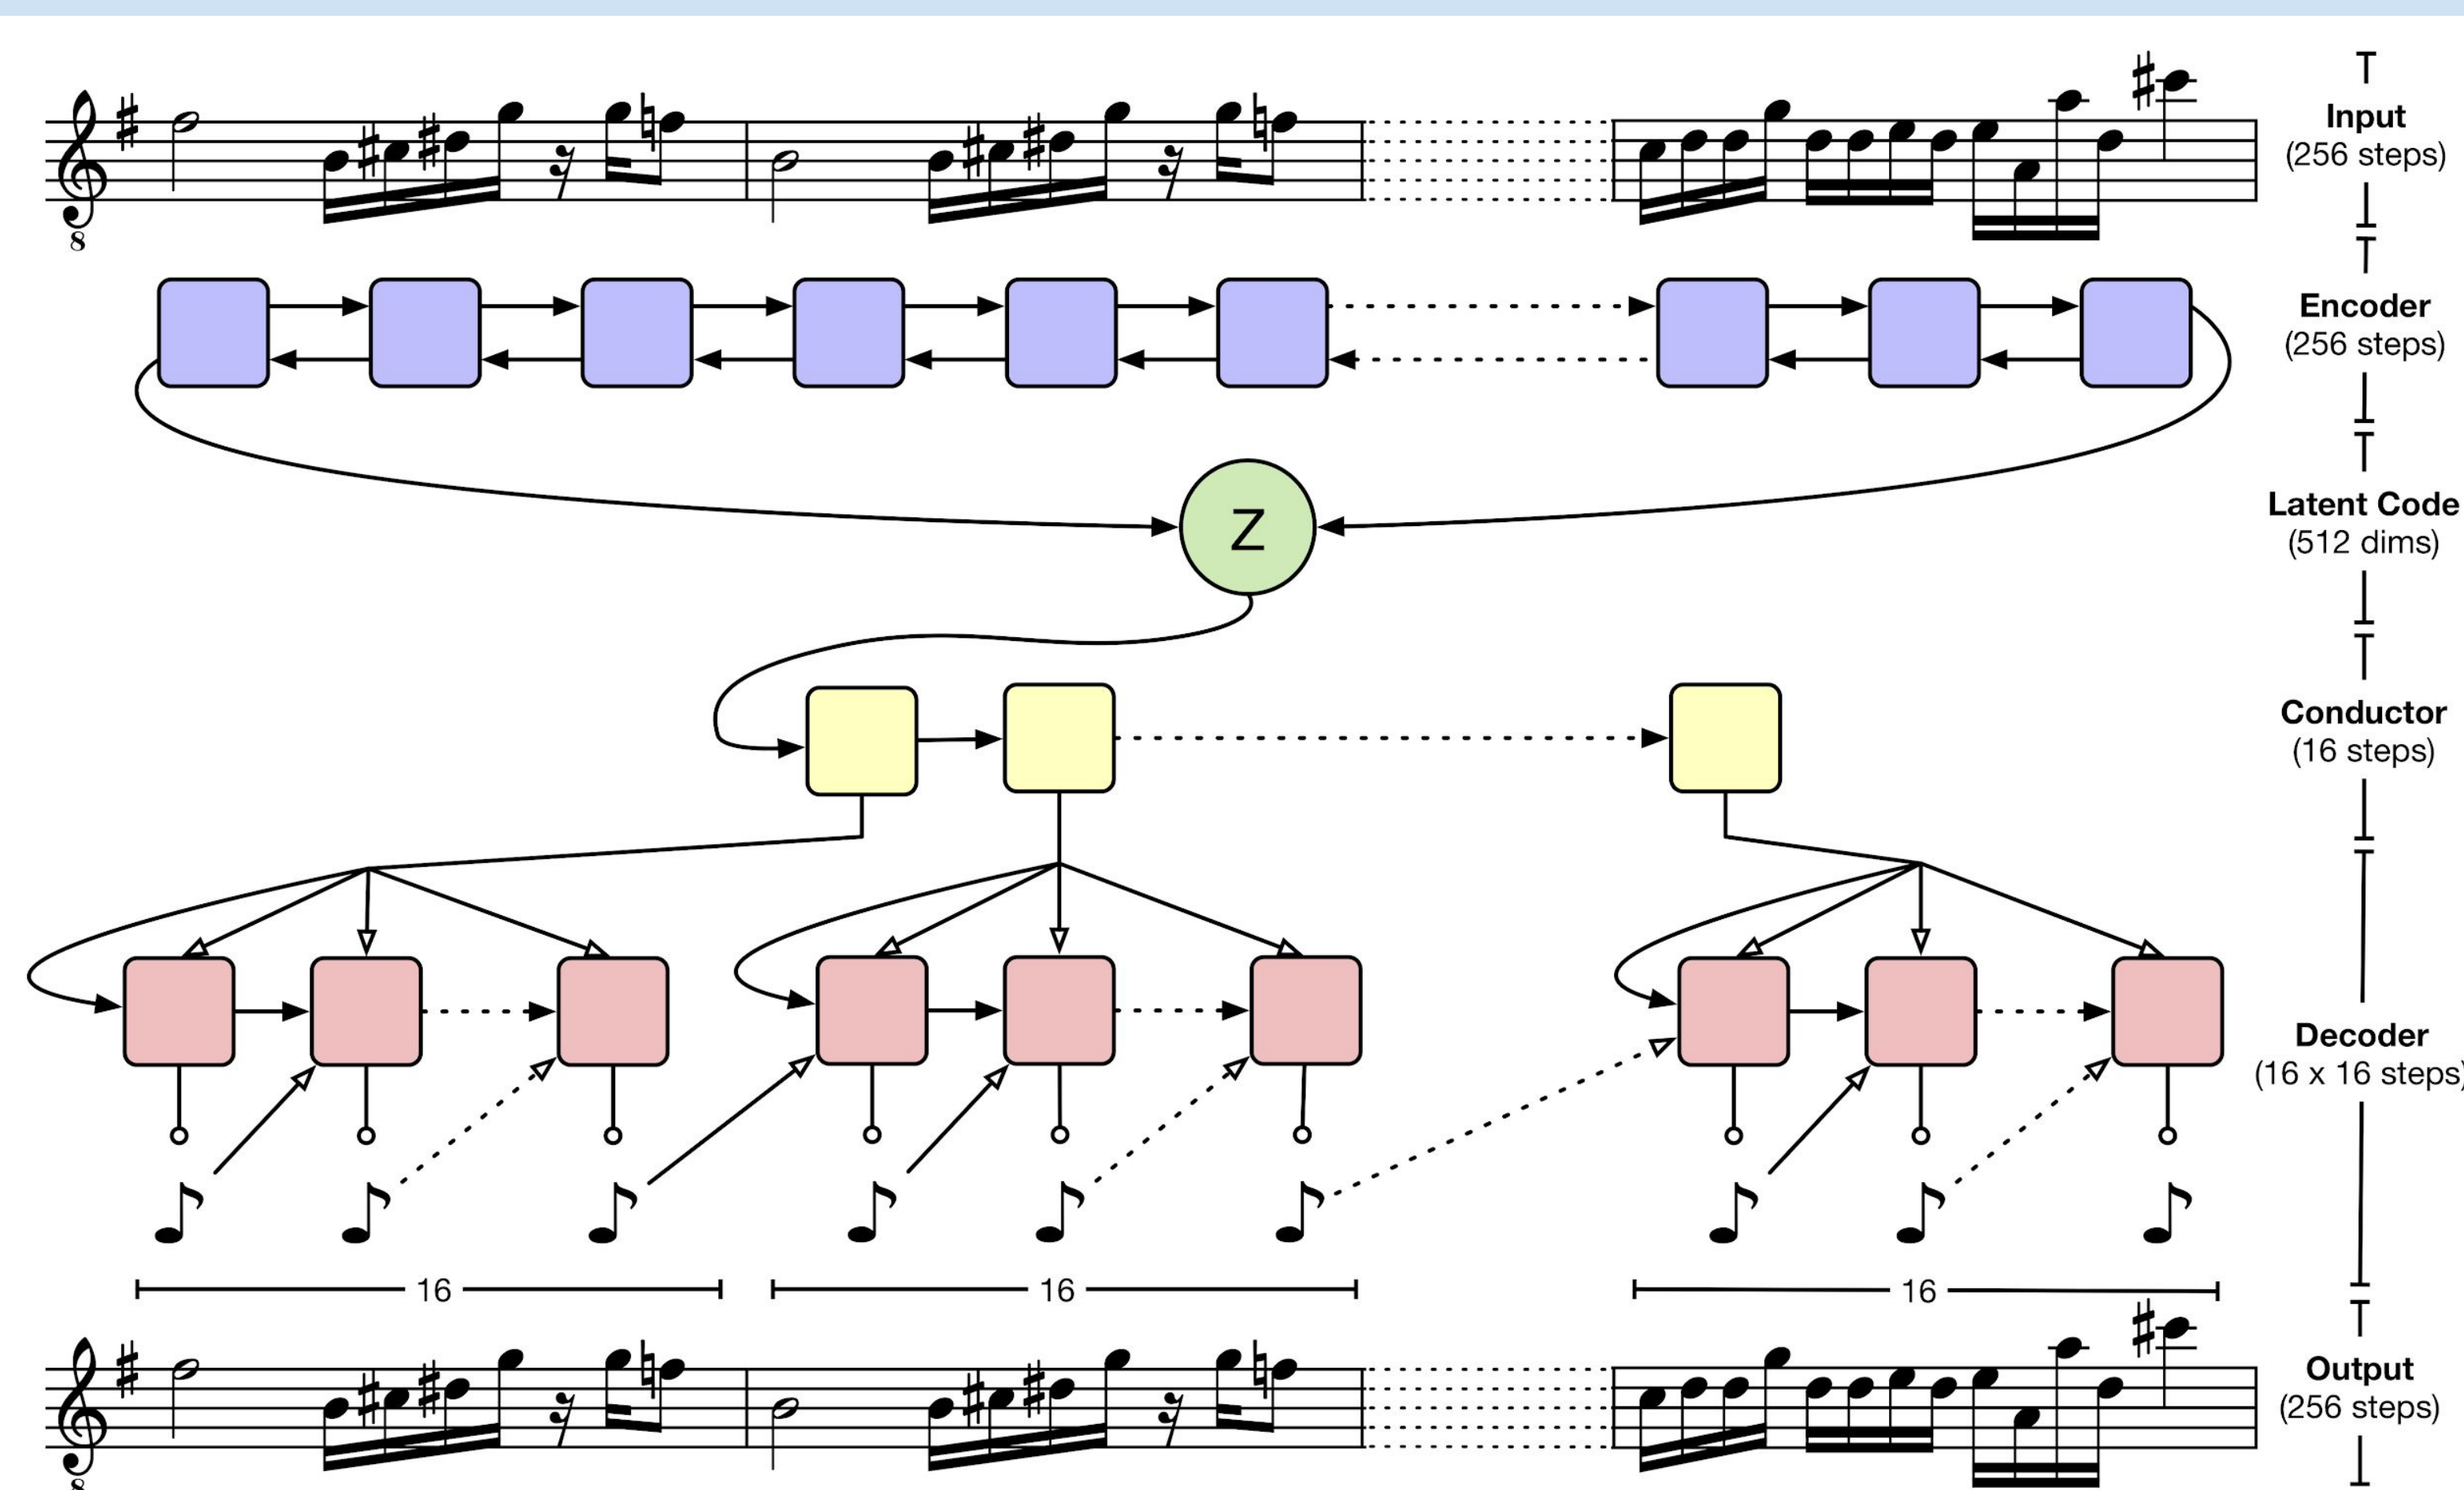 8
Input
(256 steps)
Encoder
(256 steps)
Z
Latent Code
(512 dims)
Conductor
(16 steps)
Decoder
(16 x 16 steps)
16
16
16
8
Output
(256 steps)